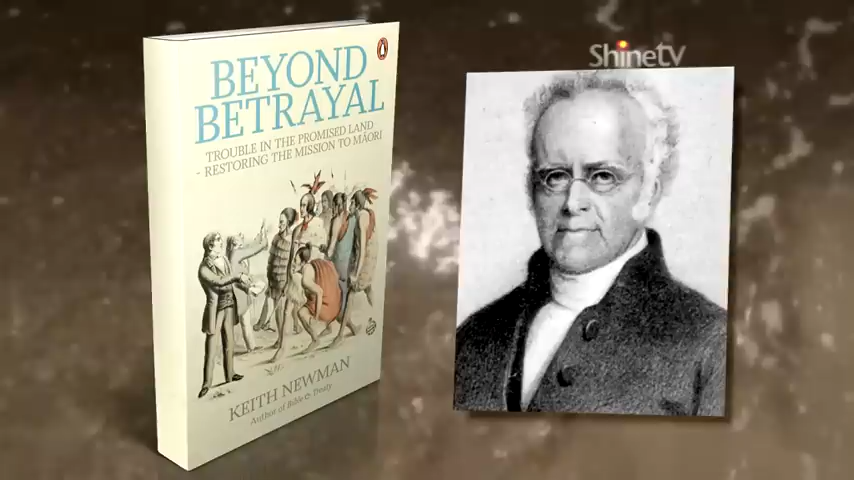 Shinetv
BEYOND
BETRAYAL
TROUBLE IN THE PROMISED LAND
- RESTORING THE MISSION TO MĀORI
KEITH NEWMAN
Author of Bible & Treaty